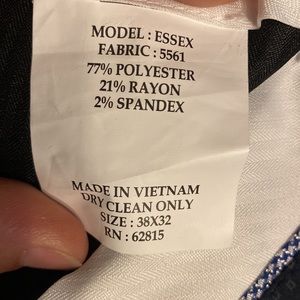 MODEL : ESSEX
FABRIC : 5561
77% POLYESTER
21% RAYON
2% SPANDEX
MADE IN VIETNAM
DRY CLEAN ONLY
SIZE : 38X32
RN : 62815